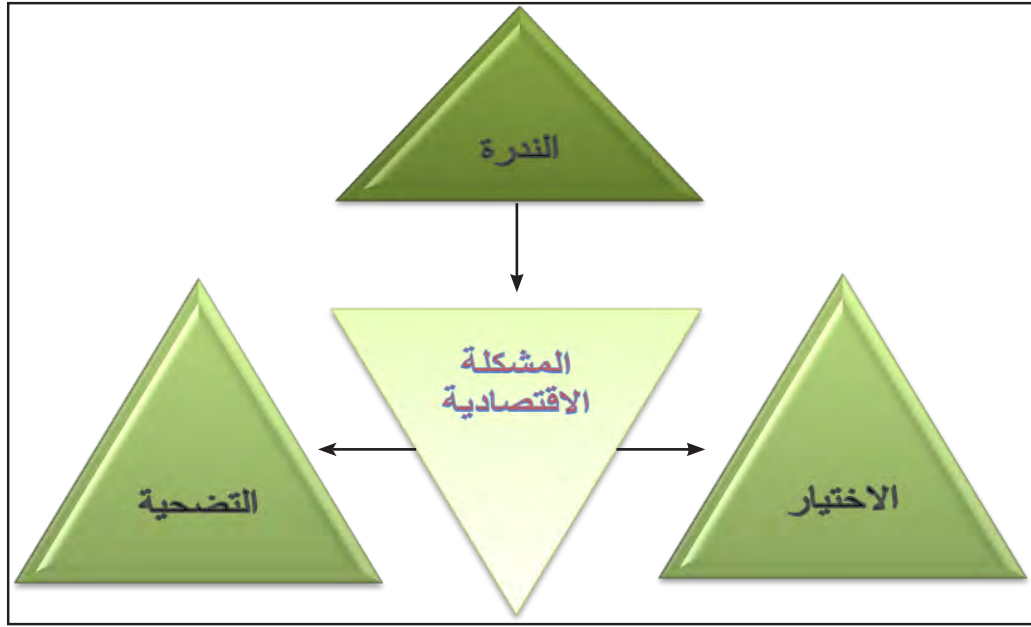 الندرة
المشكلة
الاقتصادية
الاختيار
التضحية